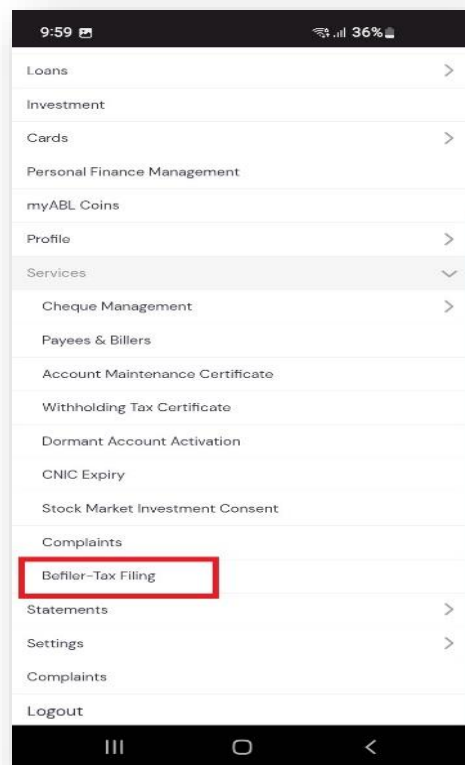 9:59 36%
Loans
Investment
Cards
Personal Finance Management
myABL Coins
Profile
Services
Cheque Management
Payees & Billers
Account Maintenance Certificate
Withholding Tax Certificate
Dormant Account Activation
CNIC Expiry
Stock Market Investment Consent
Complaints
Befiler-Tax Filing
Statements
Settings
Complaints
Logout